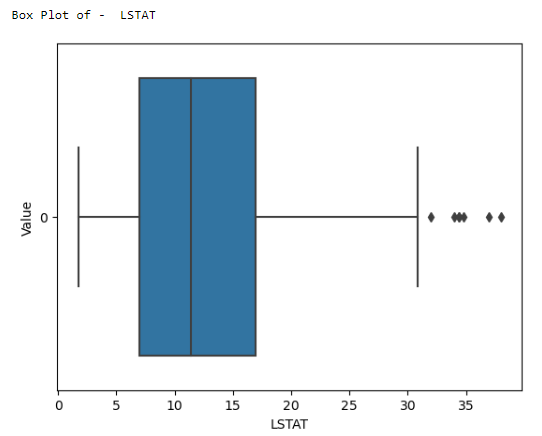 Box Plot of -  LSTAT
Value
0
0 5 10 15 20 25 30 35
LSTAT